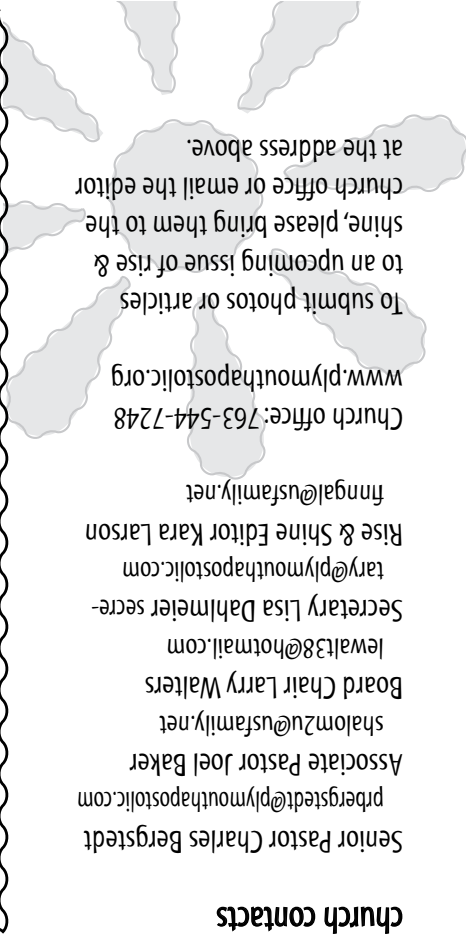 church contacts
Senior Pastor Charles Bergstedt
prbergstedt@plymouthapostolic.com
Associate Pastor Joel Baker
shalom2u@usfamily.net
Board Chair Larry Walters
lewalt38@hotmail.com
Secretary Lisa Dahlmeier secre-
tary@plymouthapostolic.com
Rise & Shine Editor Kara Larson
finngal@usfamily.net
Church office: 763-544-7248
www.plymouthapostolic.org
To submit photos or articles
to an upcoming issue of rise &
shine, please bring them to the
church office or email the editor
at the address above.